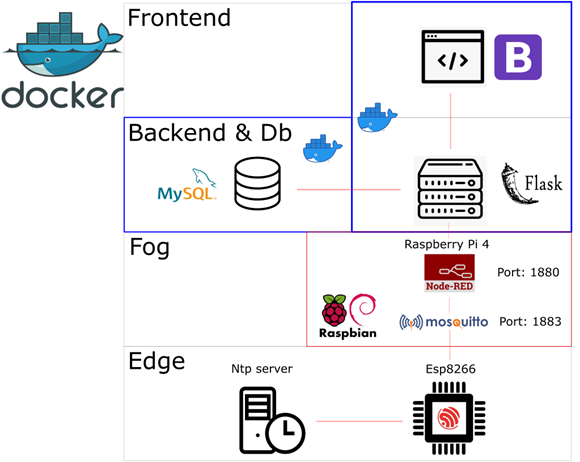 Frontend
docker
</>
B
Backend & Db
MySQL
Flask
Fog
Raspberry Pi 4
Node-RED
Port: 1880
Raspbian
mosquitto
Port: 1883
Edge
Ntp server
Esp8266